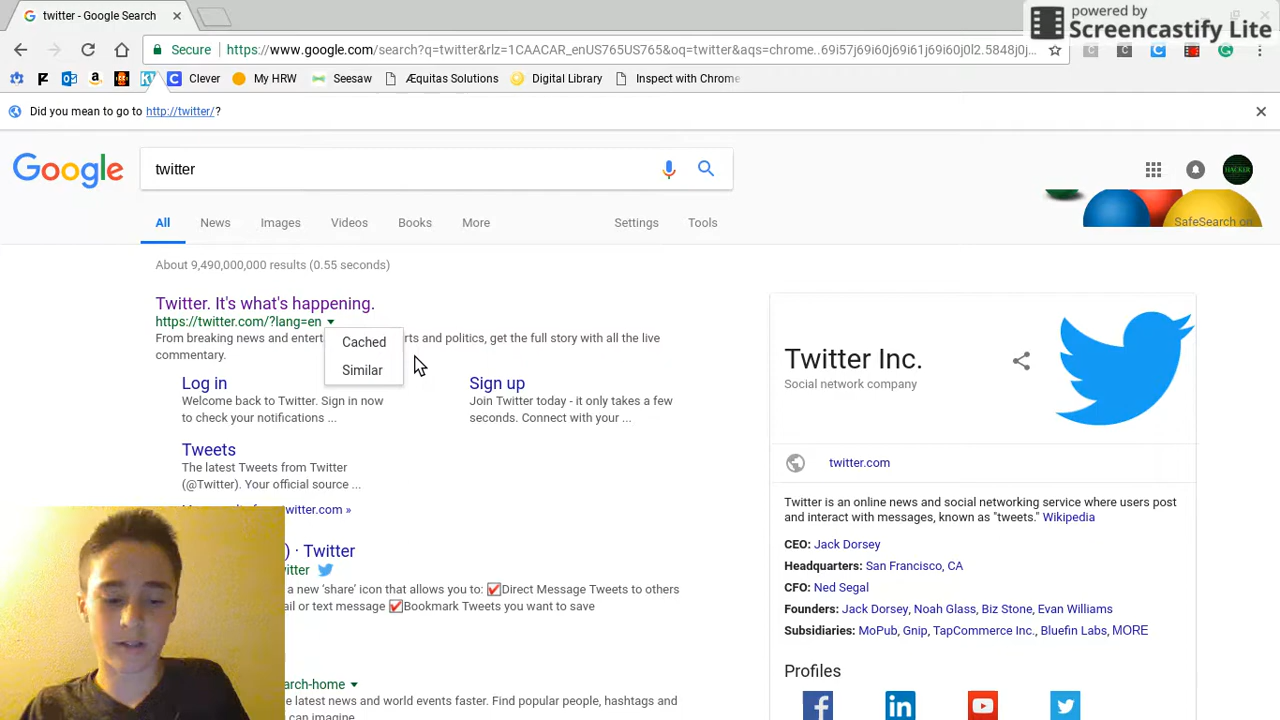 twitter - Google Search
powered by
Screencastify Lite
Secure
https://www.google.com/search?q=twitter&rlz=1CAACAR_enUS765US765&oq=twitter&aqs=chrome..69i57j69i60j69i61j69i60j0l2.5848j0j...
Clever
My HRW
Seesaw
Æquitas Solutions
Digital Library
Inspect with Chrome
Did you mean to go to http://twitter/?
Google
twitter
HACKER
All
News
Images
Videos
Books
More
Settings
Tools
SafeSearch on
About 9,490,000,000 results (0.55 seconds)
Twitter. It's what's happening.
https://twitter.com/?lang=en
From breaking news and entert
rts and politics, get the full story with all the live
commentary.
Cached
Similar
Log in
Welcome back to Twitter. Sign in now
to check your notifications ...
Sign up
Join Twitter today - it only takes a few
seconds. Connect with your ...
Tweets
The latest Tweets from Twitter
(@Twitter). Your official source ...
witter.com »
) · Twitter
itter
a new 'share' icon that allows you to: ✅Direct Message Tweets to others
ail or text message ✅Bookmark Tweets you want to save
arch-home
e latest news and world events faster. Find popular people, hashtags and
can imagine.
Twitter Inc.
Social network company
twitter.com
Twitter is an online news and social networking service where users post
and interact with messages, known as "tweets." Wikipedia
CEO: Jack Dorsey
Headquarters: San Francisco, CA
CFO: Ned Segal
Founders: Jack Dorsey, Noah Glass, Biz Stone, Evan Williams
Subsidiaries: MoPub, Gnip, TapCommerce Inc., Bluefin Labs, MORE
Profiles